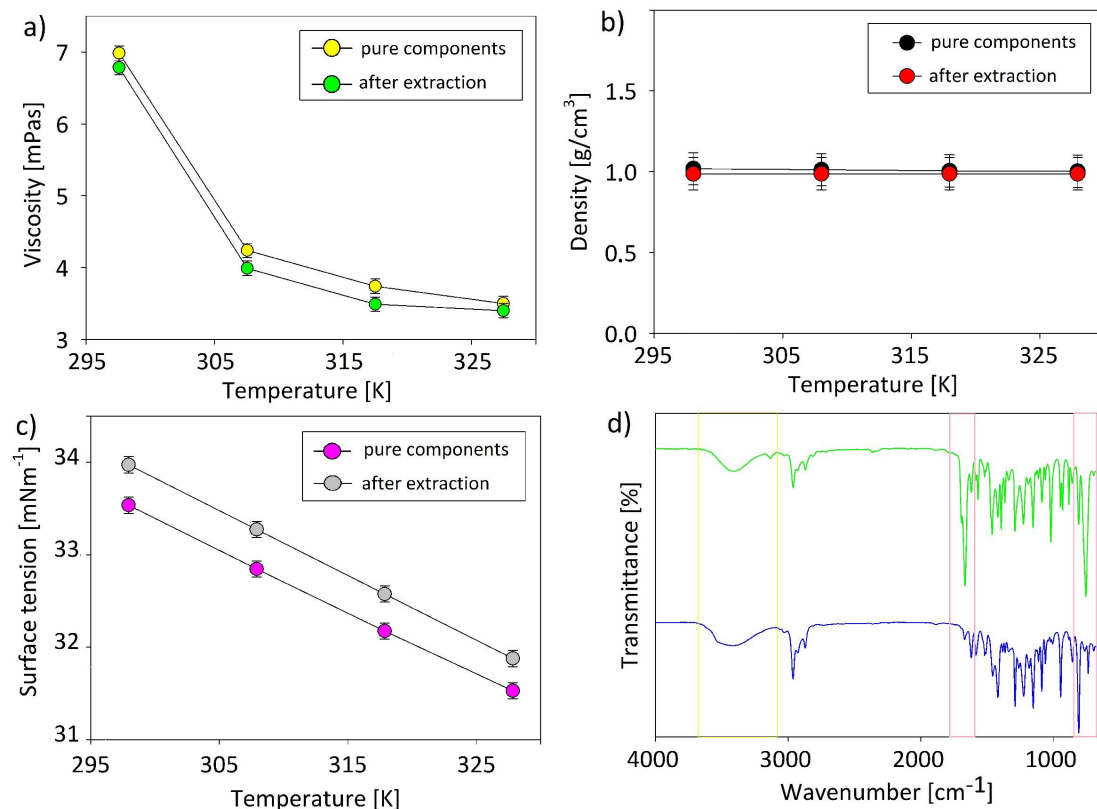 a)
pure components
after extraction
7
6
5
4
3
Viscosity [mPas]
295
305
315
325
Temperature [K]
b)
pure components
after extraction
1.5
1.0
0.5
0.0
Density [g/cm³]
295
305
315
325
Temperature [K]
c)
pure components
after extraction
34
33
32
31
Surface tension [mNm⁻¹]
295
305
315
325
Temperature [K]
d)
Transmittance [%]
4000
3000
2000
1000
Wavenumber [cm⁻¹]